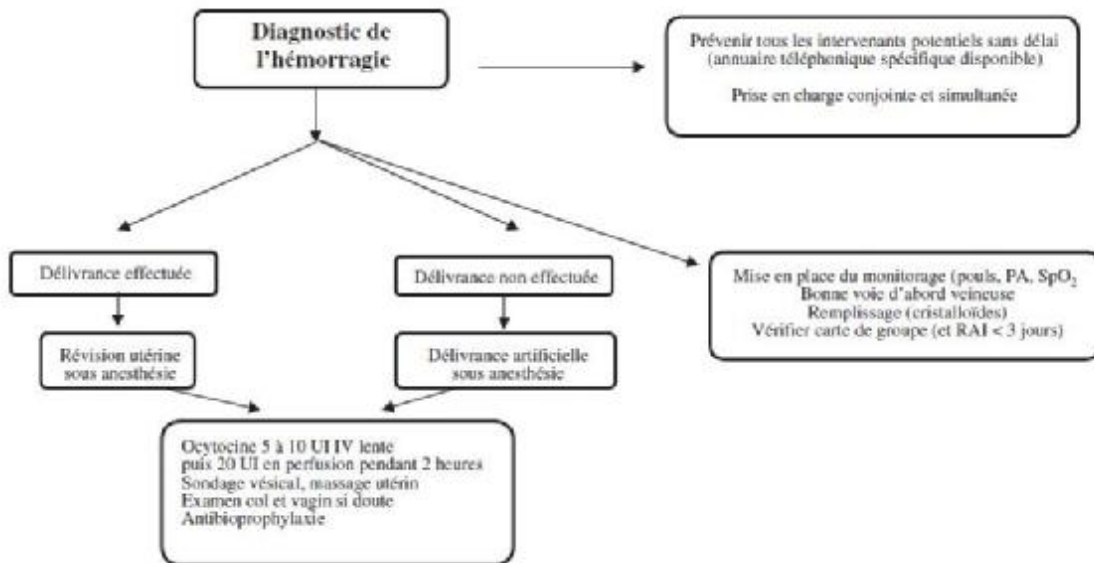 Diagnostic de
l'hémorragie
Prévenir tous les intervenants potentiels sans délai
(annuaire téléphonique spécifique disponible)
Prise en charge conjointe et simultanée
Délivrance effectuée
Délivrance non effectuée
Mise en place du monitorage (pouls, PA, SpO₂
Bonne voie d'abord veineuse
Remplissage (cristalloïdes)
Vérifier carte de groupe (et RAI < 3 jours)
Révision utérine
sous anesthésie
Délivrance artificielle
sous anesthésie
Ocytocine 5 à 10 UI IV lente
puis 20 UI en perfusion pendant 2 heures
Sondage vésical, massage utérin
Examen col et vagin si doute
Antibioprophylaxie